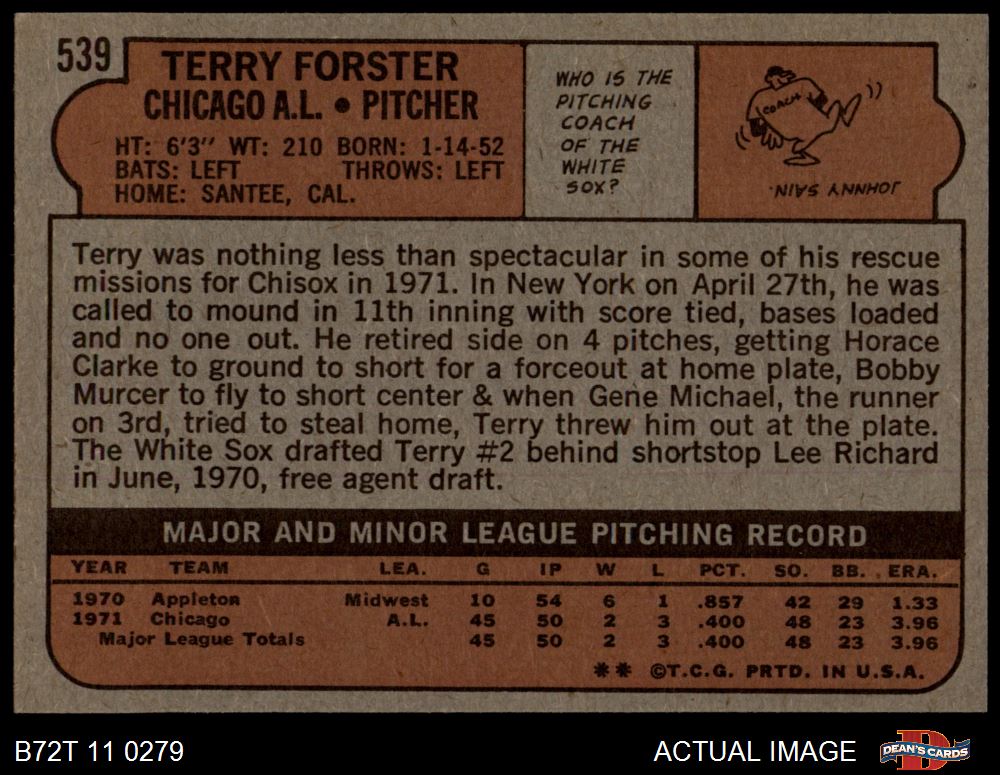 539
TERRY FORSTER
CHICAGO A.L. • PITCHER
HT: 6'3" WT: 210 BORN: 1-14-52
BATS: LEFT THROWS: LEFT
HOME: SANTEE, CAL.
WHO IS THE
PITCHING
COACH
OF THE
WHITE
SOX?
COACH
JOHNNY SAIN.
Terry was nothing less than spectacular in some of his rescue
missions for Chisox in 1971. In New York on April 27th, he was
called to mound in 11th inning with score tied, bases loaded
and no one out. He retired side on 4 pitches, getting Horace
Clarke to ground to short for a forceout at home plate, Bobby
Murcer to fly to short center & when Gene Michael, the runner
on 3rd, tried to steal home, Terry threw him out at the plate.
The White Sox drafted Terry #2 behind shortstop Lee Richard
in June, 1970, free agent draft.
MAJOR AND MINOR LEAGUE PITCHING RECORD
YEAR TEAM LEA. G IP W L PCT. SO. BB. ERA.
1970 Appleton Midwest 10 54 6 1 .857 42 29 1.33
1971 Chicago A.L. 45 50 2 3 .400 48 23 3.96
Major League Totals 45 50 2 3 .400 48 23 3.96
** ©T.C.G. PRTD. IN U.S.A.
B72T 11 0279 ACTUAL IMAGE DEAN'S CARDS